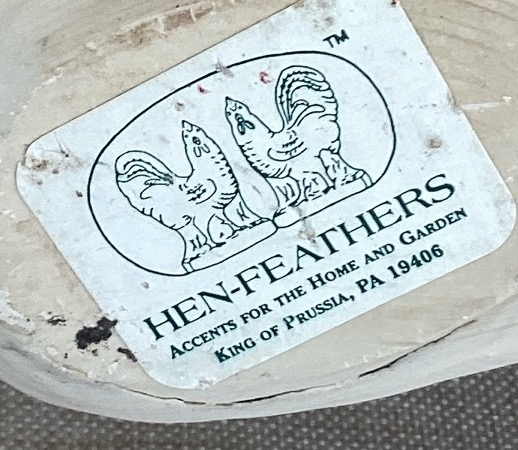 TM
HEN-FEATHERS
ACCENTS FOR THE HOME AND GARDEN
KING OF PRUSSIA, PA 19406